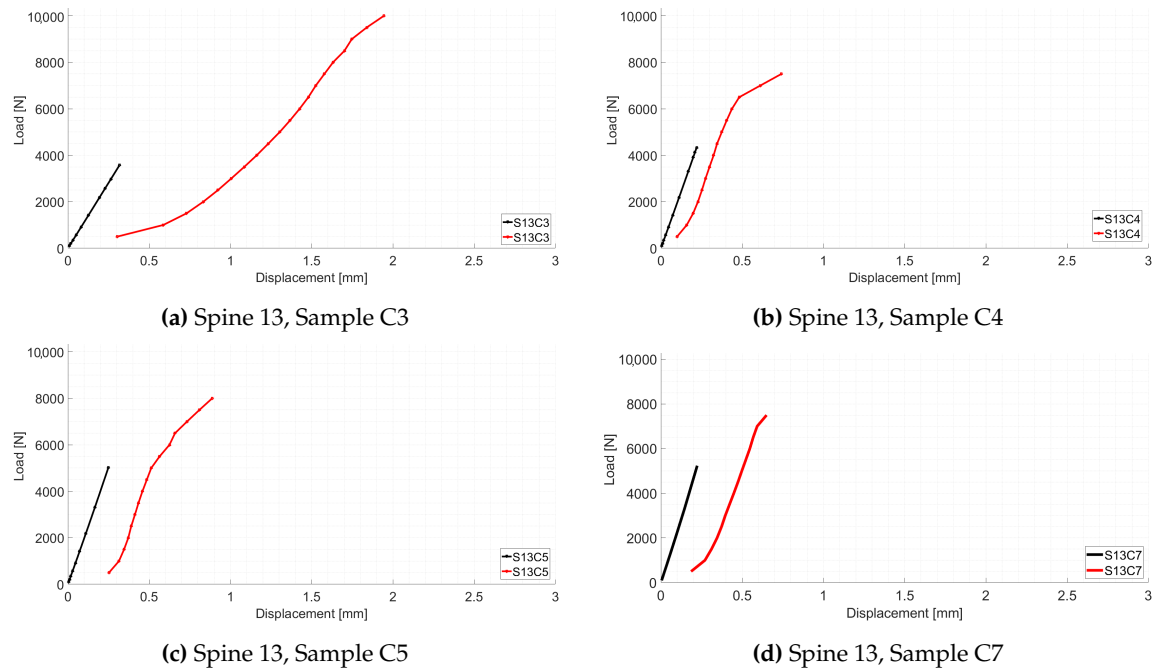 10,000
8000
6000
4000
2000
0
Load [N]
0 0.5 1 1.5 2 2.5 3
Displacement [mm]
S13C3
S13C3
(a) Spine 13, Sample C3
10,000
8000
6000
4000
2000
0
Load [N]
0 0.5 1 1.5 2 2.5 3
Displacement [mm]
S13C4
S13C4
(b) Spine 13, Sample C4
10,000
8000
6000
4000
2000
0
Load [N]
0 0.5 1 1.5 2 2.5 3
Displacement [mm]
S13C5
S13C5
(c) Spine 13, Sample C5
10,000
8000
6000
4000
2000
0
Load [N]
0 0.5 1 1.5 2 2.5 3
Displacement [mm]
S13C7
S13C7
(d) Spine 13, Sample C7